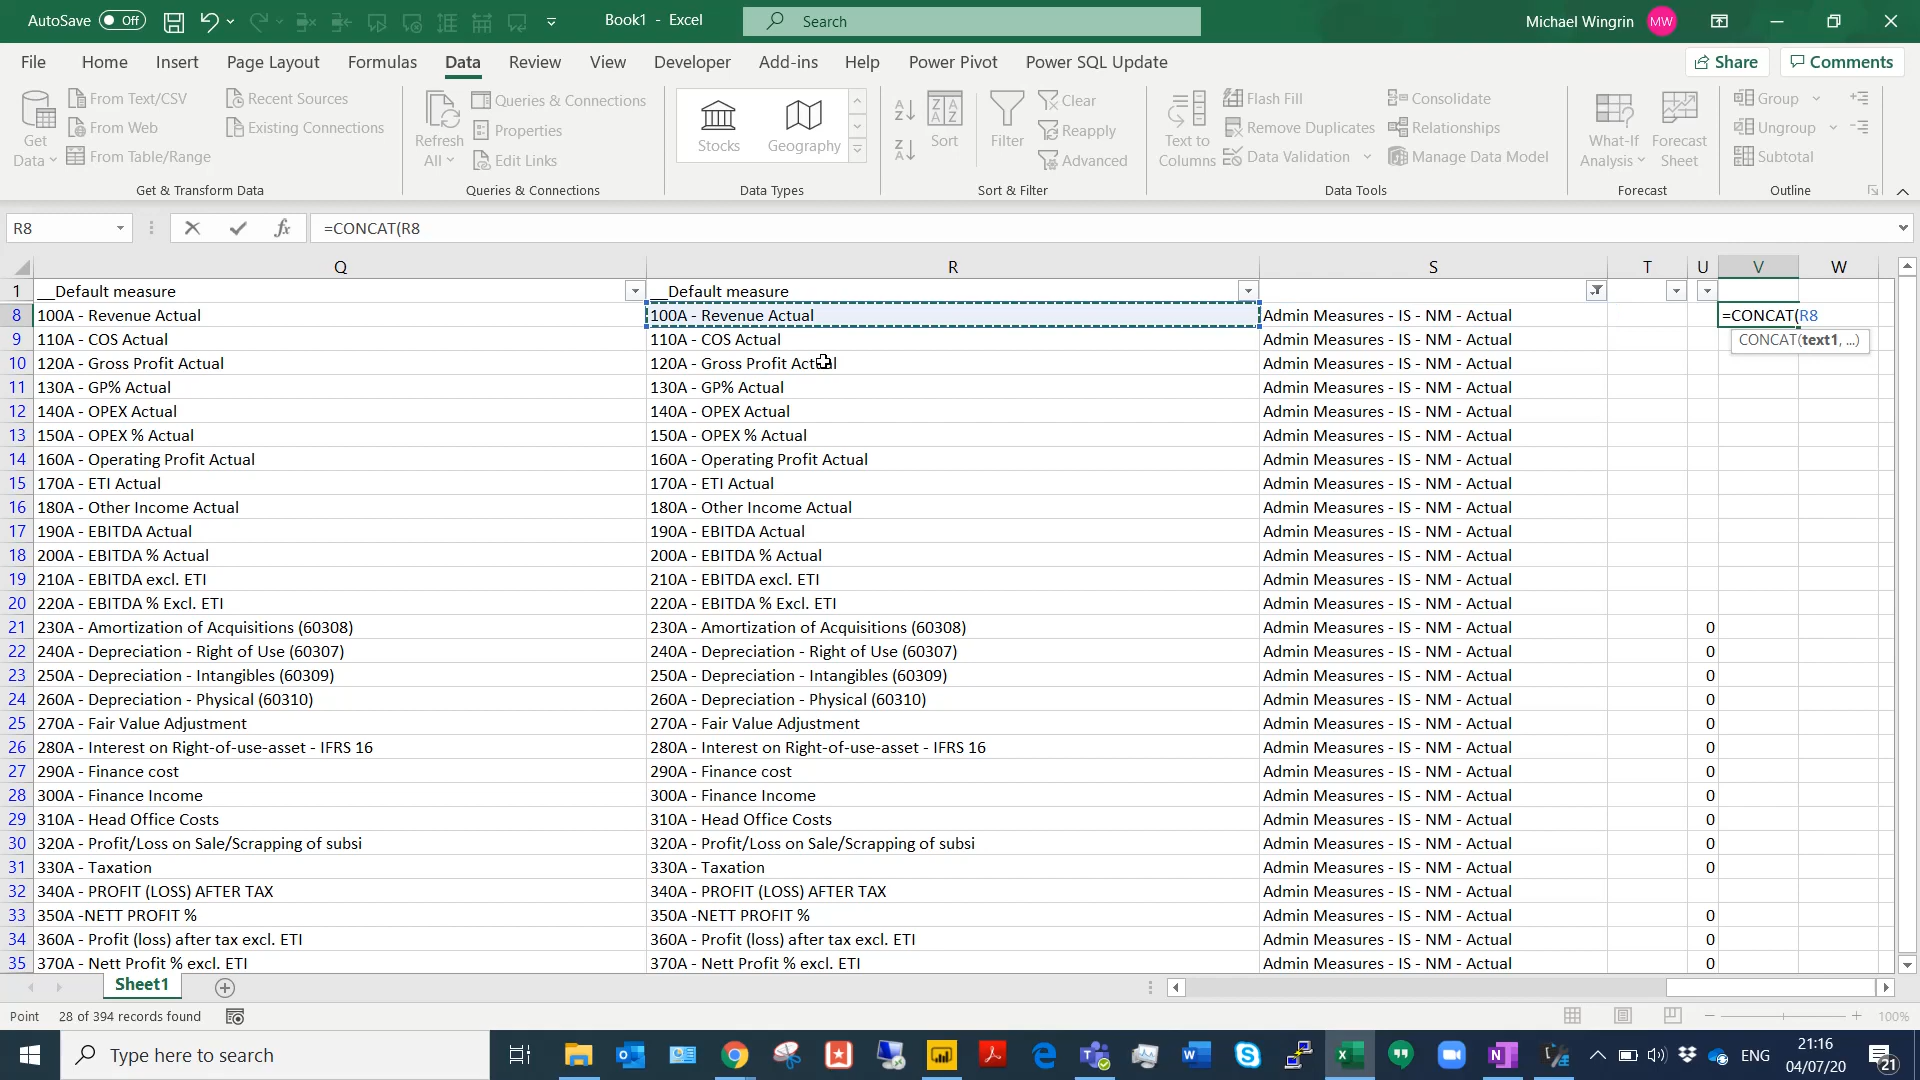 AutoSave Off Book1 - Excel Search Michael Wingrin MW
File Home Insert Page Layout Formulas Data Review View Developer Add-ins Help Power Pivot Power SQL Update Share Comments
Get Data
From Text/CSV
From Web
From Table/Range
Recent Sources
Existing Connections
Get & Transform Data
Refresh All
Queries & Connections
Properties
Edit Links
Queries & Connections
Stocks Geography
Data Types
Sort
Filter
Clear
Reapply
Advanced
Sort & Filter
Text to Columns
Flash Fill
Remove Duplicates
Data Validation
Consolidate
Relationships
Manage Data Model
Data Tools
What-If Analysis
Forecast Sheet
Forecast
Group
Ungroup
Subtotal
Outline
R8 fx =CONCAT(R8
Q R S T U V W
1 __Default measure __Default measure
8 100A - Revenue Actual 100A - Revenue Actual Admin Measures - IS - NM - Actual =CONCAT(R8
CONCAT(text1, ...)
9 110A - COS Actual 110A - COS Actual Admin Measures - IS - NM - Actual
10 120A - Gross Profit Actual 120A - Gross Profit Actual Admin Measures - IS - NM - Actual
11 130A - GP% Actual 130A - GP% Actual Admin Measures - IS - NM - Actual
12 140A - OPEX Actual 140A - OPEX Actual Admin Measures - IS - NM - Actual
13 150A - OPEX % Actual 150A - OPEX % Actual Admin Measures - IS - NM - Actual
14 160A - Operating Profit Actual 160A - Operating Profit Actual Admin Measures - IS - NM - Actual
15 170A - ETI Actual 170A - ETI Actual Admin Measures - IS - NM - Actual
16 180A - Other Income Actual 180A - Other Income Actual Admin Measures - IS - NM - Actual
17 190A - EBITDA Actual 190A - EBITDA Actual Admin Measures - IS - NM - Actual
18 200A - EBITDA % Actual 200A - EBITDA % Actual Admin Measures - IS - NM - Actual
19 210A - EBITDA excl. ETI 210A - EBITDA excl. ETI Admin Measures - IS - NM - Actual
20 220A - EBITDA % Excl. ETI 220A - EBITDA % Excl. ETI Admin Measures - IS - NM - Actual
21 230A - Amortization of Acquisitions (60308) 230A - Amortization of Acquisitions (60308) Admin Measures - IS - NM - Actual 0
22 240A - Depreciation - Right of Use (60307) 240A - Depreciation - Right of Use (60307) Admin Measures - IS - NM - Actual 0
23 250A - Depreciation - Intangibles (60309) 250A - Depreciation - Intangibles (60309) Admin Measures - IS - NM - Actual 0
24 260A - Depreciation - Physical (60310) 260A - Depreciation - Physical (60310) Admin Measures - IS - NM - Actual 0
25 270A - Fair Value Adjustment 270A - Fair Value Adjustment Admin Measures - IS - NM - Actual 0
26 280A - Interest on Right-of-use-asset - IFRS 16 280A - Interest on Right-of-use-asset - IFRS 16 Admin Measures - IS - NM - Actual 0
27 290A - Finance cost 290A - Finance cost Admin Measures - IS - NM - Actual 0
28 300A - Finance Income 300A - Finance Income Admin Measures - IS - NM - Actual 0
29 310A - Head Office Costs 310A - Head Office Costs Admin Measures - IS - NM - Actual 0
30 320A - Profit/Loss on Sale/Scrapping of subsi 320A - Profit/Loss on Sale/Scrapping of subsi Admin Measures - IS - NM - Actual 0
31 330A - Taxation 330A - Taxation Admin Measures - IS - NM - Actual 0
32 340A - PROFIT (LOSS) AFTER TAX 340A - PROFIT (LOSS) AFTER TAX Admin Measures - IS - NM - Actual
33 350A -NETT PROFIT % 350A -NETT PROFIT % Admin Measures - IS - NM - Actual 0
34 360A - Profit (loss) after tax excl. ETI 360A - Profit (loss) after tax excl. ETI Admin Measures - IS - NM - Actual 0
35 370A - Nett Profit % excl. ETI 370A - Nett Profit % excl. ETI Admin Measures - IS - NM - Actual 0
Sheet1
Point 28 of 394 records found 100%
Type here to search ENG 21:16
04/07/20 21